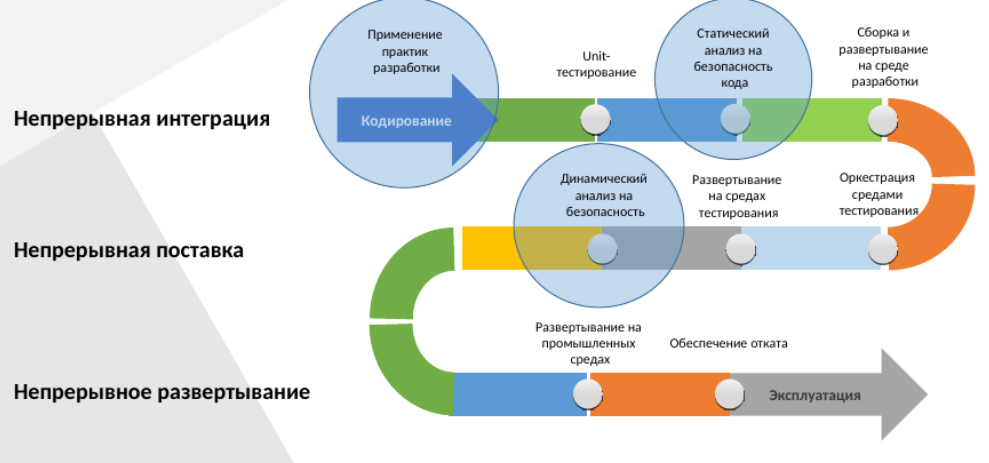 Применение
практик
разработки
Unit-
тестирование
Статический
анализ на
безопасность
кода
Сборка и
развертывание
на среде
разработки
Непрерывная интеграция
Кодирование
Динамический
анализ на
безопасность
Развертывание
на средах
тестирования
Оркестрация
средами
тестирования
Непрерывная поставка
Развертывание на
промышленных
средах
Обеспечение отката
Непрерывное развертывание
Эксплуатация